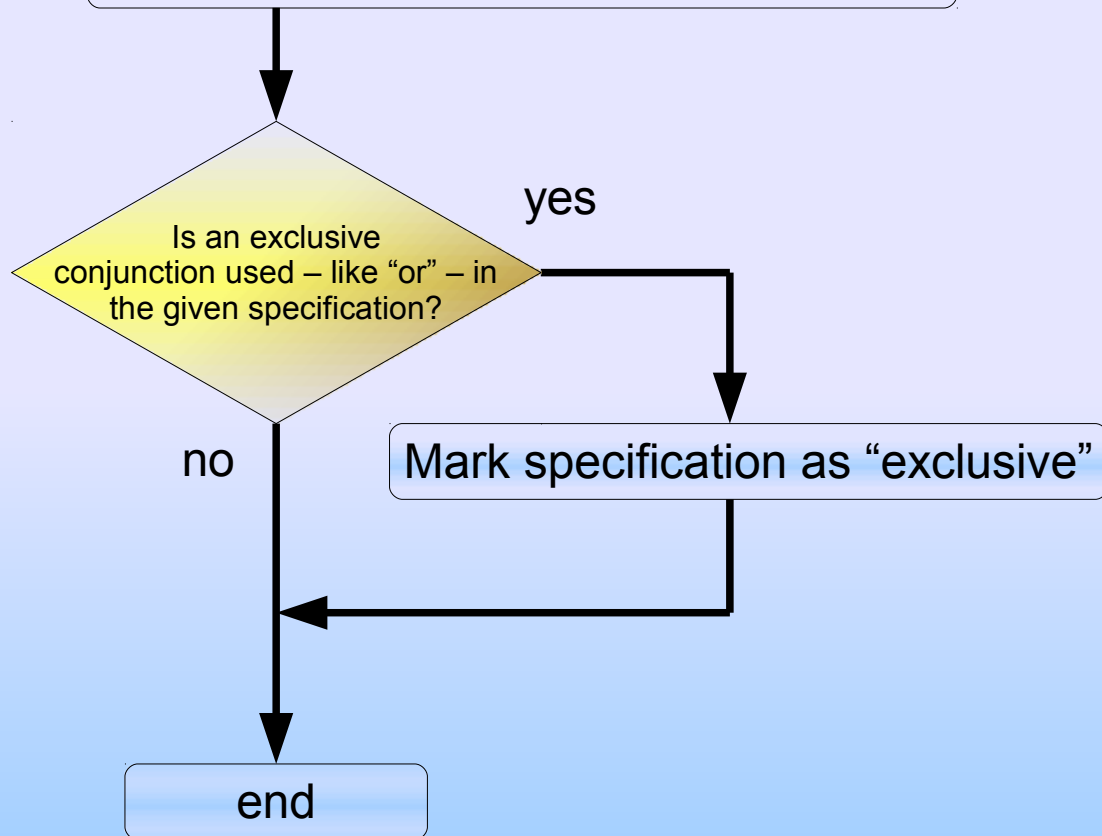 yes
Is an exclusive
conjunction used – like “or” – in
the given specification?
no
Mark specification as “exclusive”
end